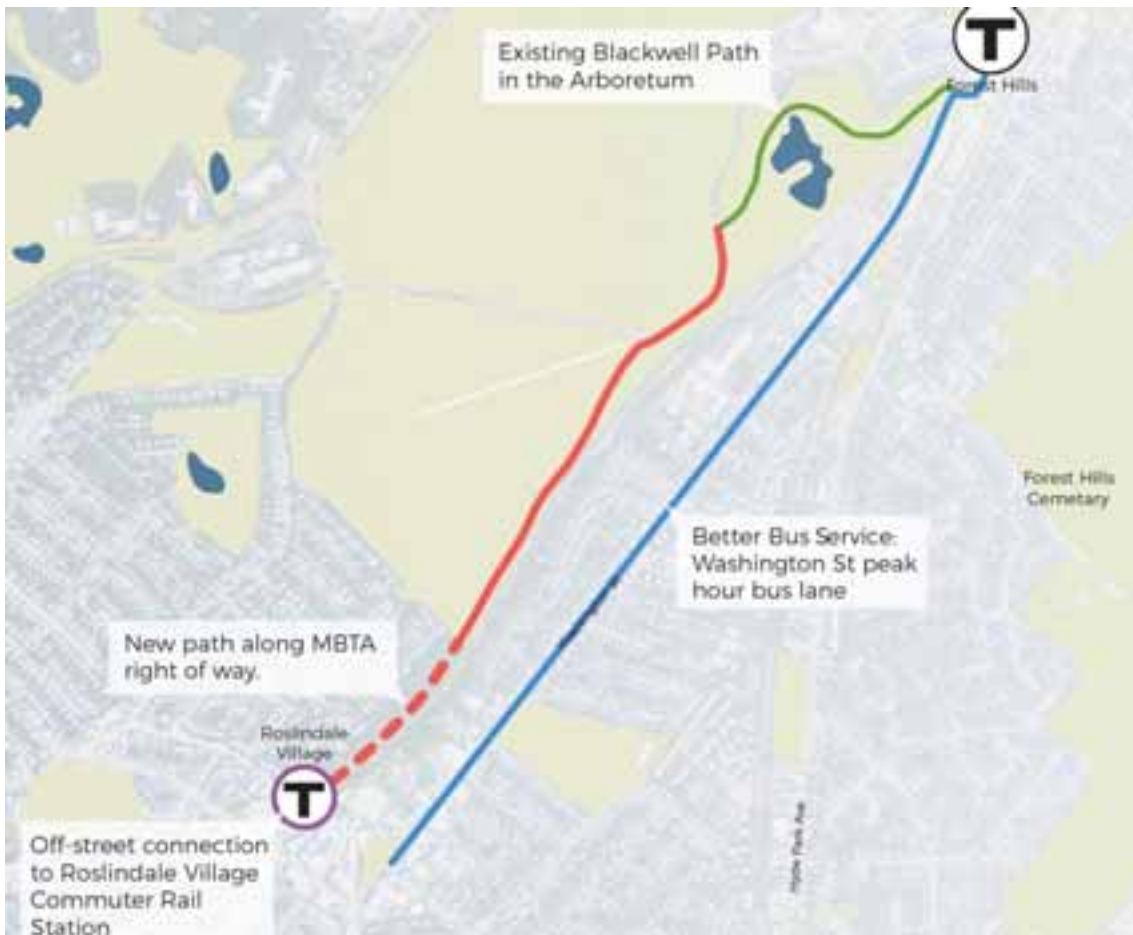 T
Forest Hills
Existing Blackwell Path
in the Arboretum
Forest Hills
Cemetary
Better Bus Service:
Washington St peak
hour bus lane
New path along MBTA
right of way.
Roslindale
Village
T
Off-street connection
to Roslindale Village
Commuter Rail
Station
Hyde Park Ave